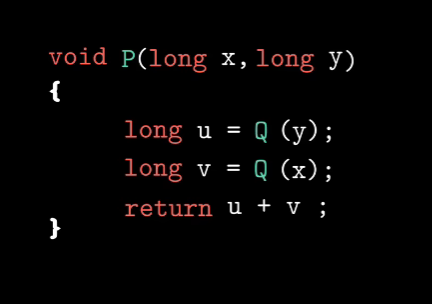 void P(long x, long y)
{
long u = Q (y);
long v = Q (x);
return u + v ;
}